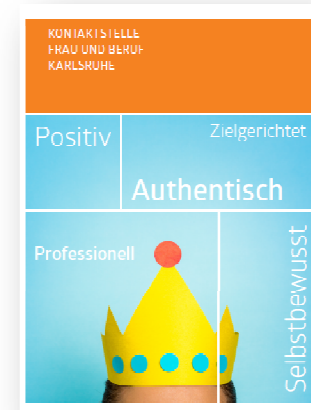 KONTAKTSTELLE
FRAU UND BERUF
KARLSRUHE
Positiv
Zielgerichtet
Authentisch
Professionell
Selbstbewusst